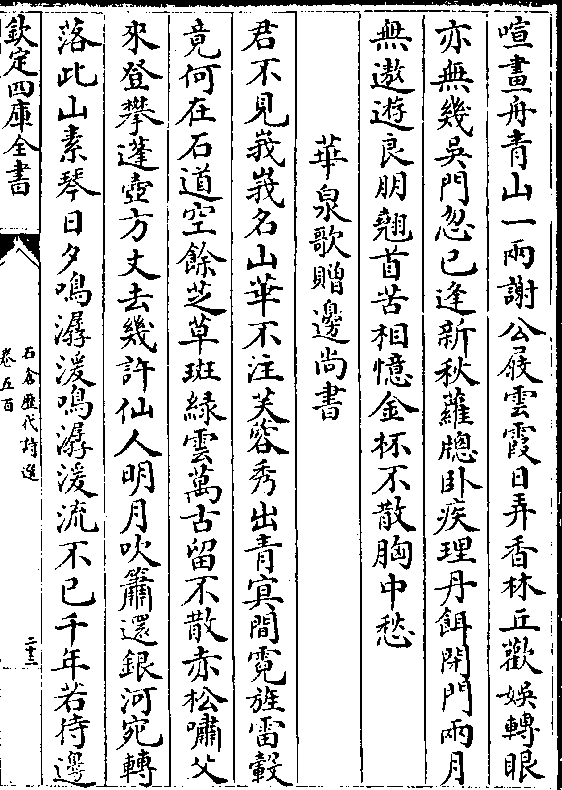 喧畫舟青山一兩謝公屐雲霞日弄香林丘歡娛轉眼
亦無幾吳門忽已逢新秋蘿牕卧疾理丹餌閉門兩月
無遨遊良朋翹首苦相憶金杯不散胸中愁
華泉歌贈邊尚書
君不見峩峩名山華不注芙蓉秀出青㝠間霓旌雷轂
竟何在石道空餘芝草斑綠雲萬古留不散赤松嘯父
來登攀蓬壺方丈去幾許仙人明月吹簫還銀河宛轉
落此山素琴日夕鳴潺湲鳴潺湲流不已千年若待邊
欽定四庫全書
石倉歷代詩選
卷五百
二十三